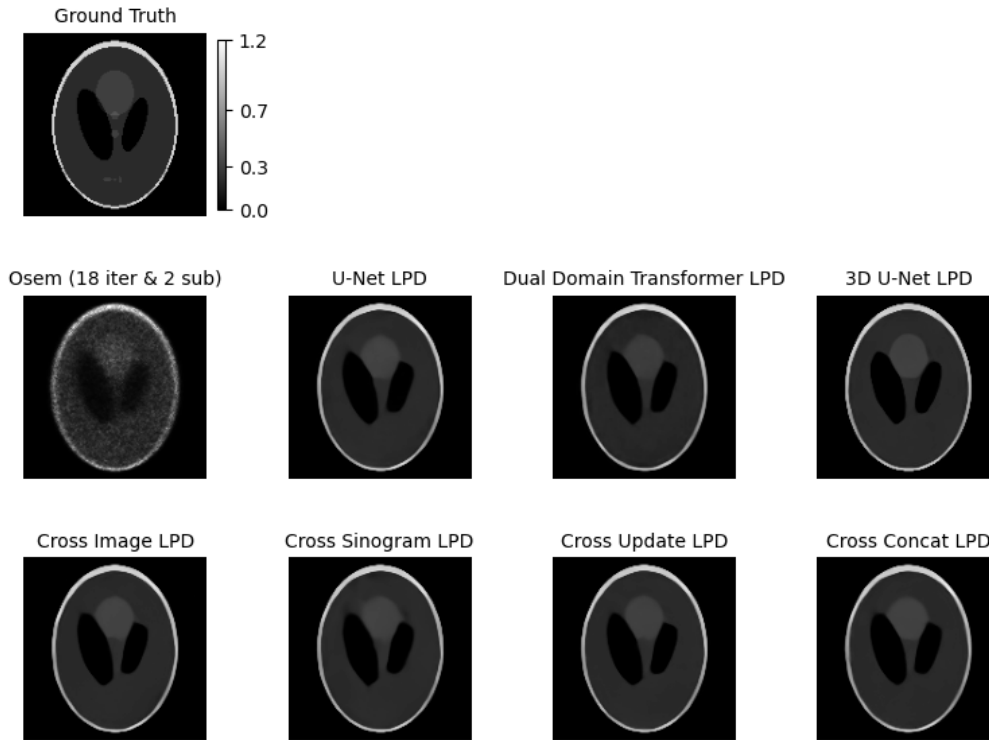 Ground Truth
1.2
0.7
0.3
0.0
Osem (18 iter & 2 sub) U-Net LPD Dual Domain Transformer LPD 3D U-Net LPD
Cross Image LPD Cross Sinogram LPD Cross Update LPD Cross Concat LPD